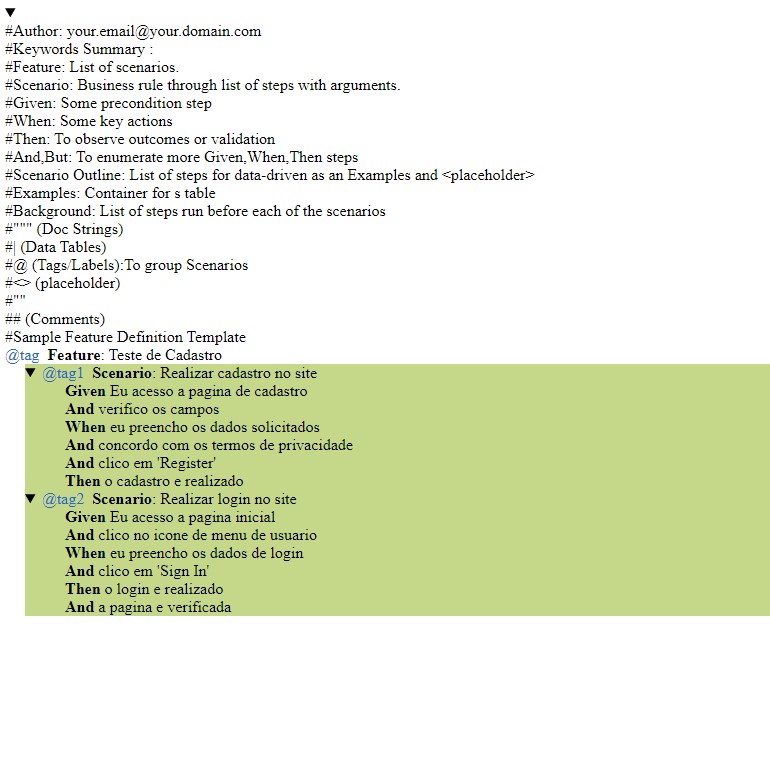 #Author: your.email@your.domain.com
#Keywords Summary :
#Feature: List of scenarios.
#Scenario: Business rule through list of steps with arguments.
#Given: Some precondition step
#When: Some key actions
#Then: To observe outcomes or validation
#And,But: To enumerate more Given,When,Then steps
#Scenario Outline: List of steps for data-driven as an Examples and <placeholder>
#Examples: Container for s table
#Background: List of steps run before each of the scenarios
#""" (Doc Strings)
#| (Data Tables)
#@ (Tags/Labels):To group Scenarios
#<> (placeholder)
#""
## (Comments)
#Sample Feature Definition Template
@tag Feature: Teste de Cadastro
@tag1 Scenario: Realizar cadastro no site
Given Eu acesso a pagina de cadastro
And verifico os campos
When eu preencho os dados solicitados
And concordo com os termos de privacidade
And clico em 'Register'
Then o cadastro e realizado
@tag2 Scenario: Realizar login no site
Given Eu acesso a pagina inicial
And clico no icone de menu de usuario
When eu preencho os dados de login
And clico em 'Sign In'
Then o login e realizado
And a pagina e verificada